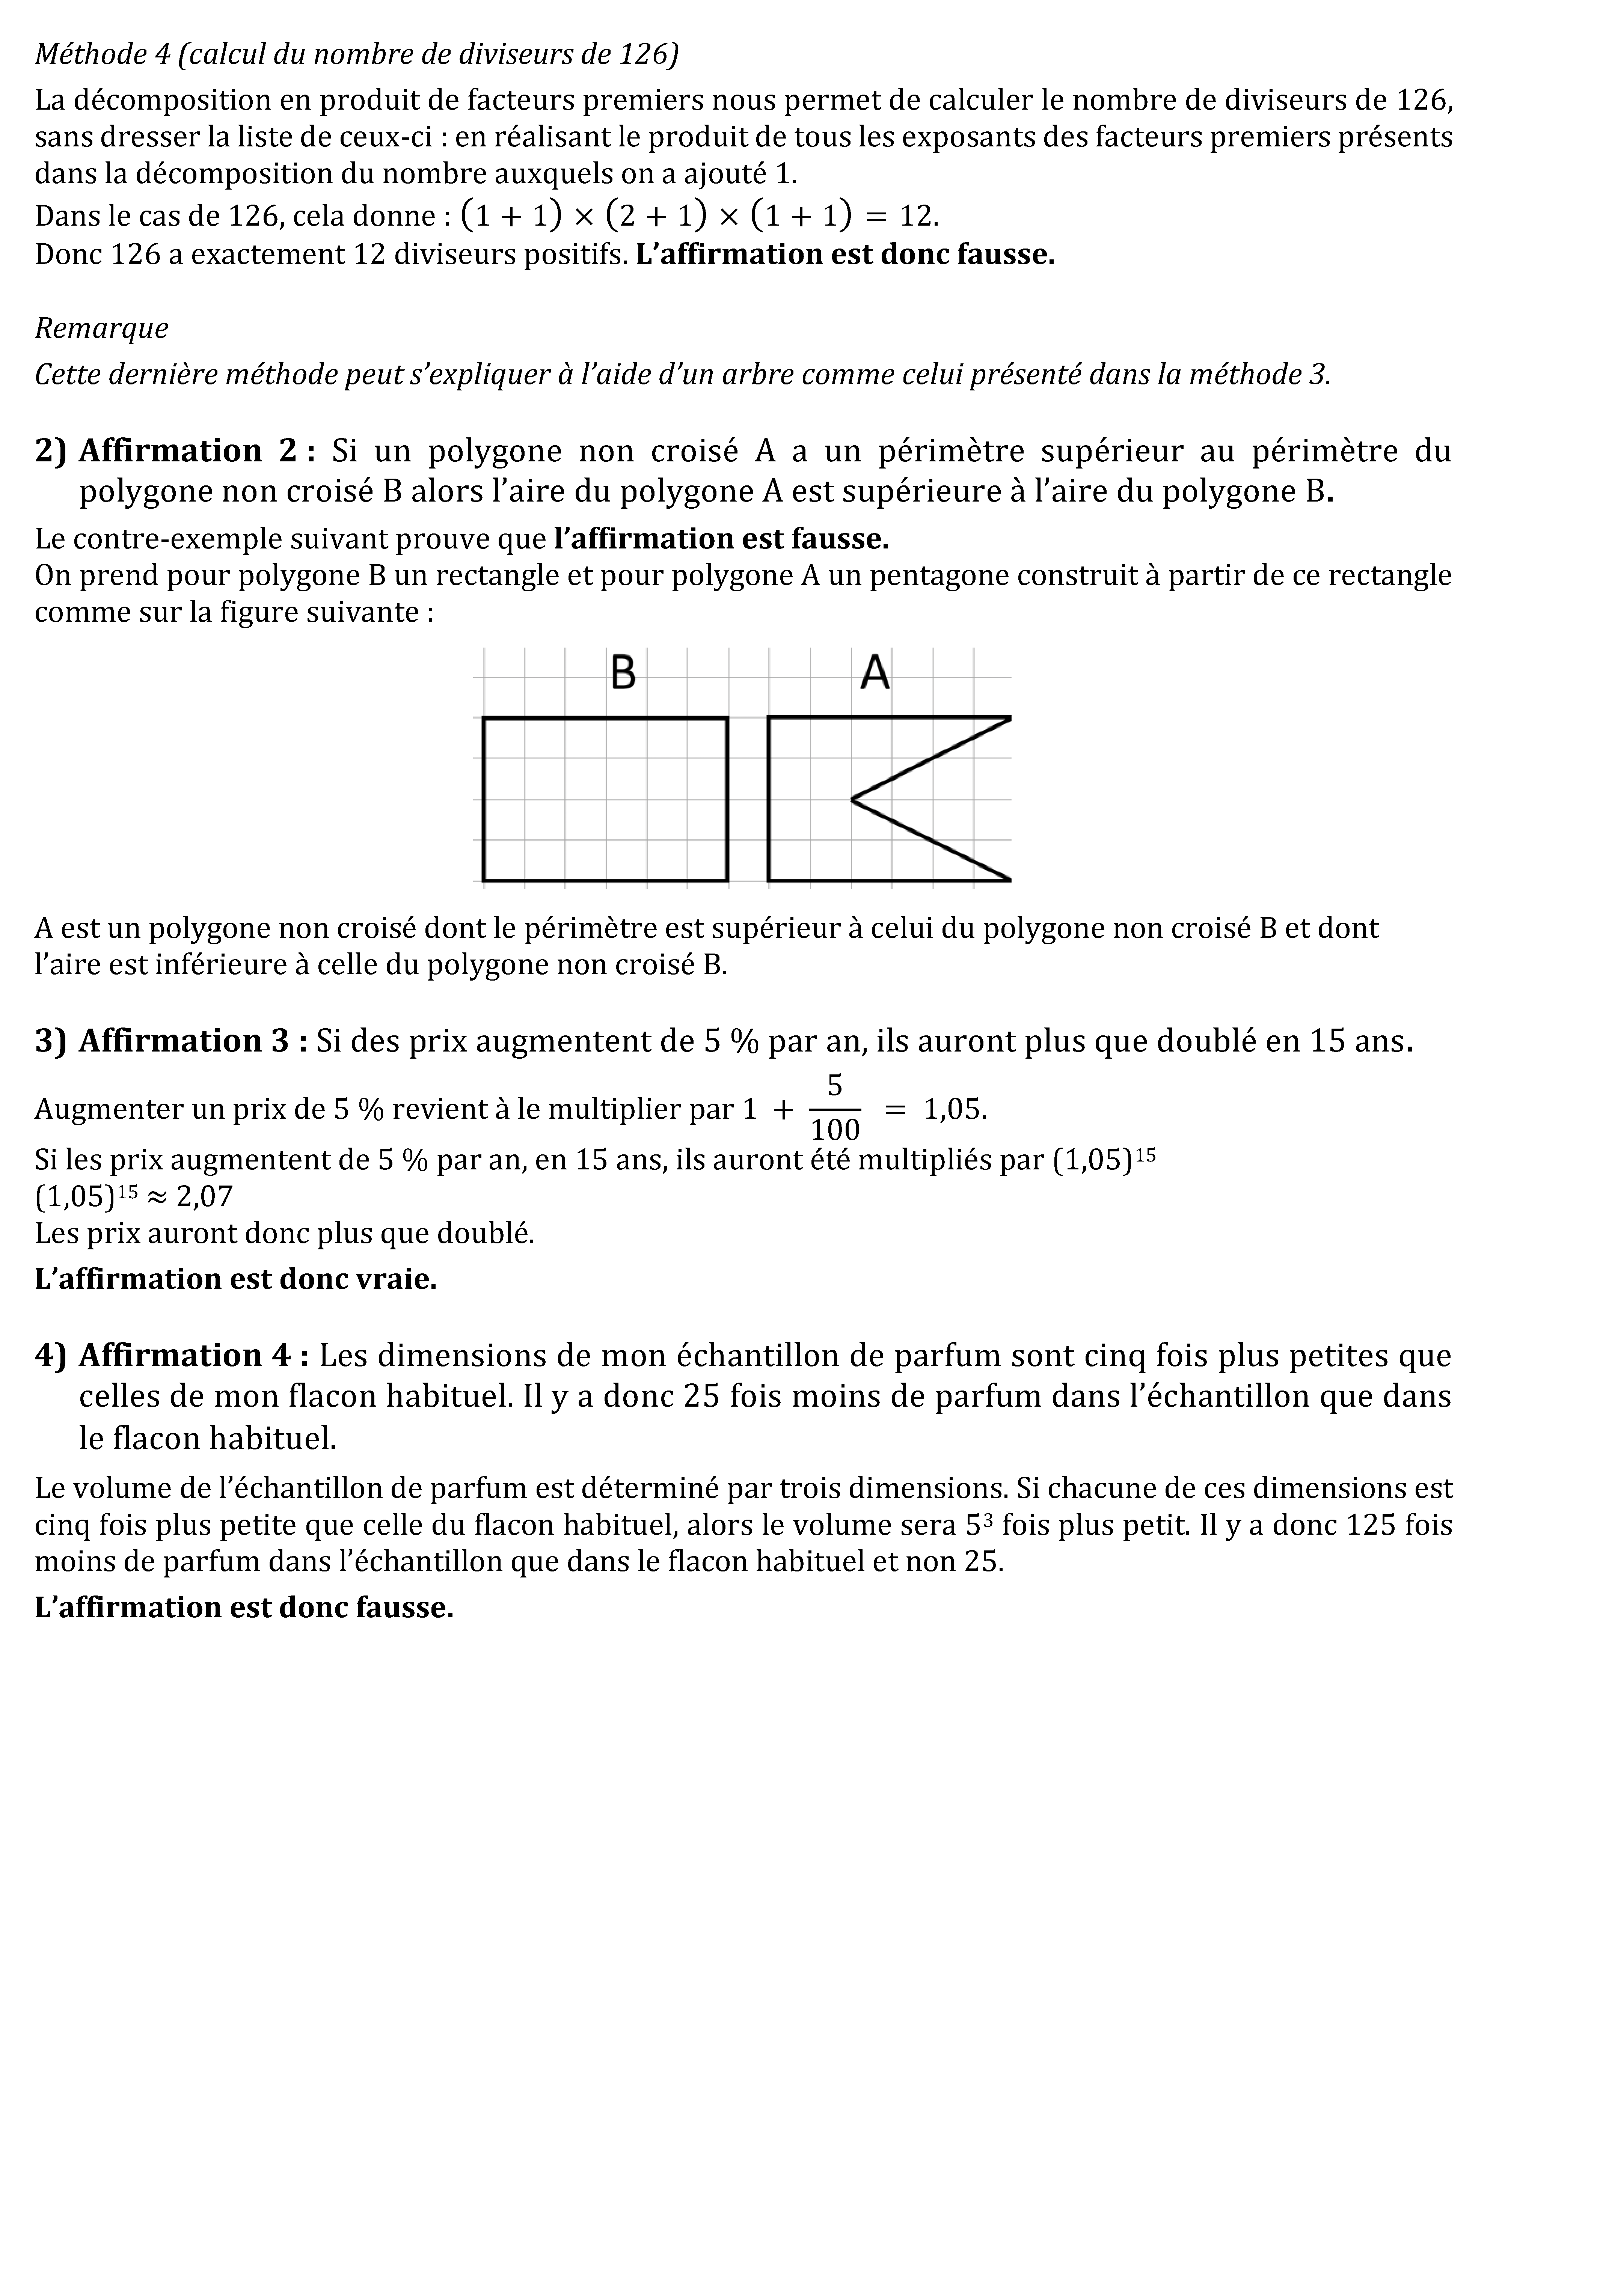 Méthode 4 (calcul du nombre de diviseurs de 126)
La décomposition en produit de facteurs premiers nous permet de calculer le nombre de diviseurs de 126,
sans dresser la liste de ceux-ci : en réalisant le produit de tous les exposants des facteurs premiers présents
dans la décomposition du nombre auxquels on a ajouté 1.
Dans le cas de 126, cela donne : (1 + 1) × (2 + 1) × (1 + 1) = 12.
Donc 126 a exactement 12 diviseurs positifs. L’affirmation est donc fausse.
Remarque
Cette dernière méthode peut s’expliquer à l’aide d’un arbre comme celui présenté dans la méthode 3.
2) Affirmation 2 : Si un polygone non croisé A a un périmètre supérieur au périmètre du
polygone non croisé B alors l’aire du polygone A est supérieure à l’aire du polygone B.
Le contre-exemple suivant prouve que l’affirmation est fausse.
On prend pour polygone B un rectangle et pour polygone A un pentagone construit à partir de ce rectangle
comme sur la figure suivante :
B A
A est un polygone non croisé dont le périmètre est supérieur à celui du polygone non croisé B et dont
l’aire est inférieure à celle du polygone non croisé B.
3) Affirmation 3 : Si des prix augmentent de 5 % par an, ils auront plus que doublé en 15 ans.
Augmenter un prix de 5 % revient à le multiplier par 1 + 5/100 = 1,05.
Si les prix augmentent de 5 % par an, en 15 ans, ils auront été multipliés par (1,05)¹⁵
(1,05)¹⁵ ≈ 2,07
Les prix auront donc plus que doublé.
L’affirmation est donc vraie.
4) Affirmation 4 : Les dimensions de mon échantillon de parfum sont cinq fois plus petites que
celles de mon flacon habituel. Il y a donc 25 fois moins de parfum dans l’échantillon que dans
le flacon habituel.
Le volume de l’échantillon de parfum est déterminé par trois dimensions. Si chacune de ces dimensions est
cinq fois plus petite que celle du flacon habituel, alors le volume sera 5³ fois plus petit. Il y a donc 125 fois
moins de parfum dans l’échantillon que dans le flacon habituel et non 25.
L’affirmation est donc fausse.